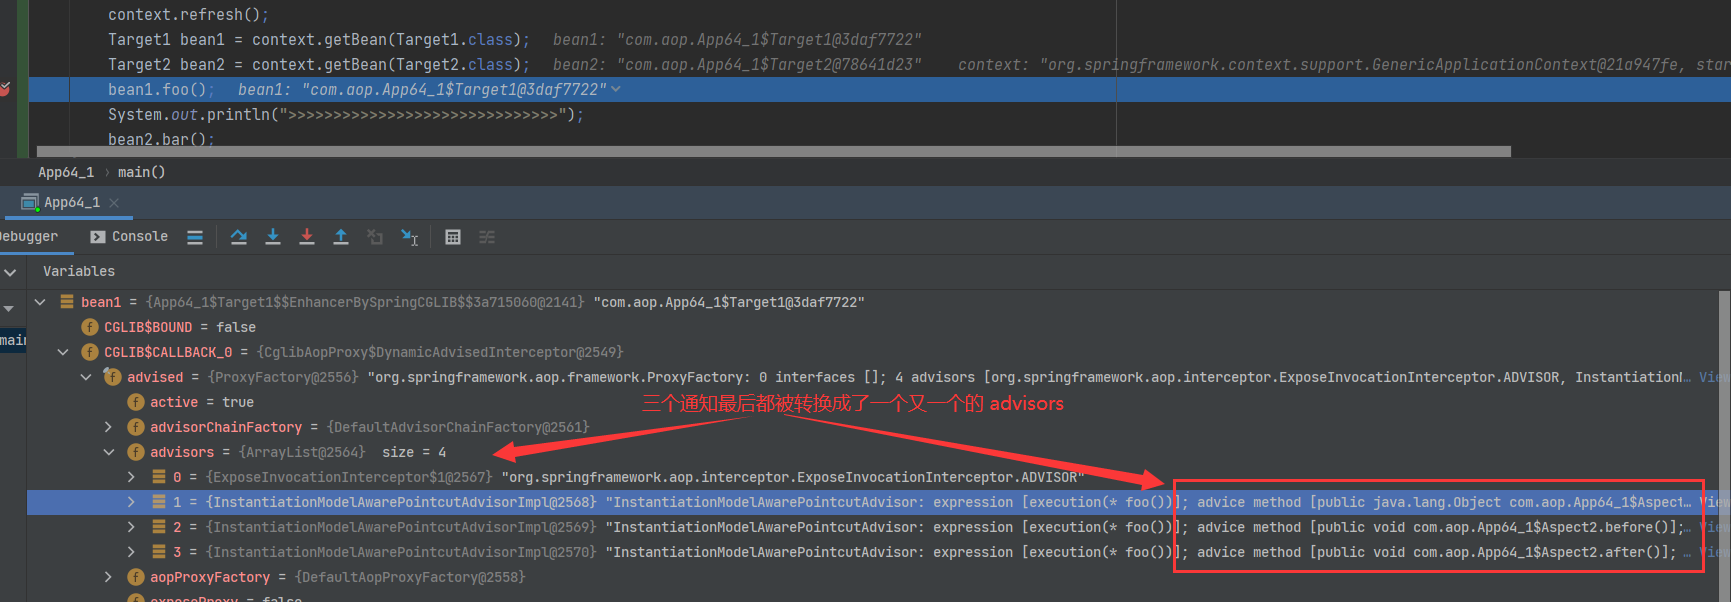 context.refresh();
Target1 bean1 = context.getBean(Target1.class); bean1: "com.aop.App64_1$Target1@3daf7722"
Target2 bean2 = context.getBean(Target2.class); bean2: "com.aop.App64_1$Target2@78641d23" context: "org.springframework.context.support.GenericApplicationContext@21a947fe, star
bean1.foo(); bean1: "com.aop.App64_1$Target1@3daf7722"
System.out.println(">>>>>>>>>>>>>>>>>>>>>>>>>>>>>>");
bean2.bar();
App64_1 › main()
App64_1
Debugger Console
Variables
bean1 = {App64_1$Target1$$EnhancerBySpringCGLIB$$3a715060@2141} "com.aop.App64_1$Target1@3daf7722"
CGLIB$BOUND = false
main
CGLIB$CALLBACK_0 = {CglibAopProxy$DynamicAdvisedInterceptor@2549}
advised = {ProxyFactory@2556} "org.springframework.aop.framework.ProxyFactory: 0 interfaces []; 4 advisors [org.springframework.aop.interceptor.ExposeInvocationInterceptor.ADVISOR, Instantiation… View
active = true
三个通知最后都被转换成了一个又一个的 advisors
advisorChainFactory = {DefaultAdvisorChainFactory@2561}
advisors = {ArrayList@2564} size = 4
0 = {ExposeInvocationInterceptor$1@2567} "org.springframework.aop.interceptor.ExposeInvocationInterceptor.ADVISOR"
1 = {InstantiationModelAwarePointcutAdvisorImpl@2568} "InstantiationModelAwarePointcutAdvisor: expression [execution(* foo())]; advice method [public java.lang.Object com.aop.App64_1$Aspect… View
2 = {InstantiationModelAwarePointcutAdvisorImpl@2569} "InstantiationModelAwarePointcutAdvisor: expression [execution(* foo())]; advice method [public void com.aop.App64_1$Aspect2.before()];… View
3 = {InstantiationModelAwarePointcutAdvisorImpl@2570} "InstantiationModelAwarePointcutAdvisor: expression [execution(* foo())]; advice method [public void com.aop.App64_1$Aspect2.after()]; … View
aopProxyFactory = {DefaultAopProxyFactory@2558}
exposeProxy = false